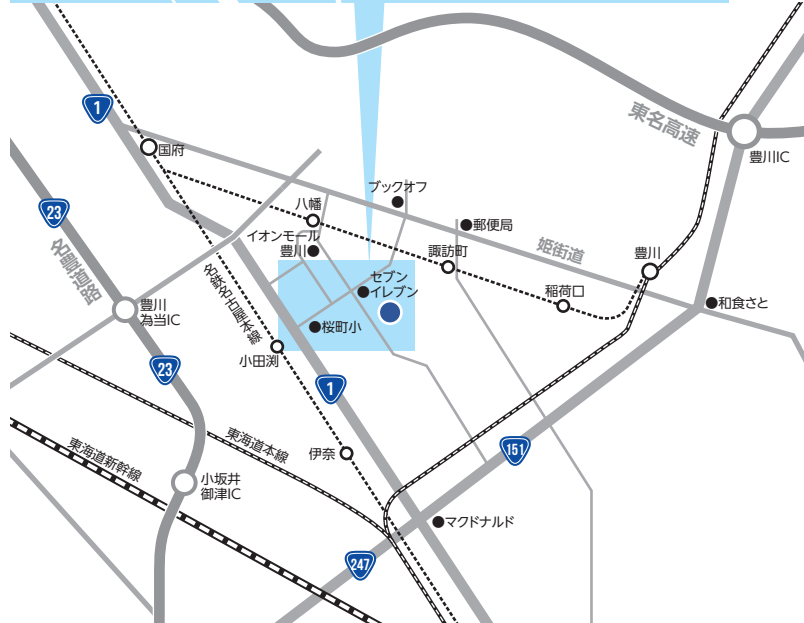 東名高速
豊川IC
1
国府
ブックオフ
八幡
郵便局
23
イオンモール
豊川
諏訪町
姫街道
豊川
名豊道路
名鉄名古屋本線
セブン
イレブン
稲荷口
和食さと
豊川
為当IC
桜町小
小田渕
23
1
東海道本線
伊奈
151
東海道新幹線
小坂井
御津IC
マクドナルド
247